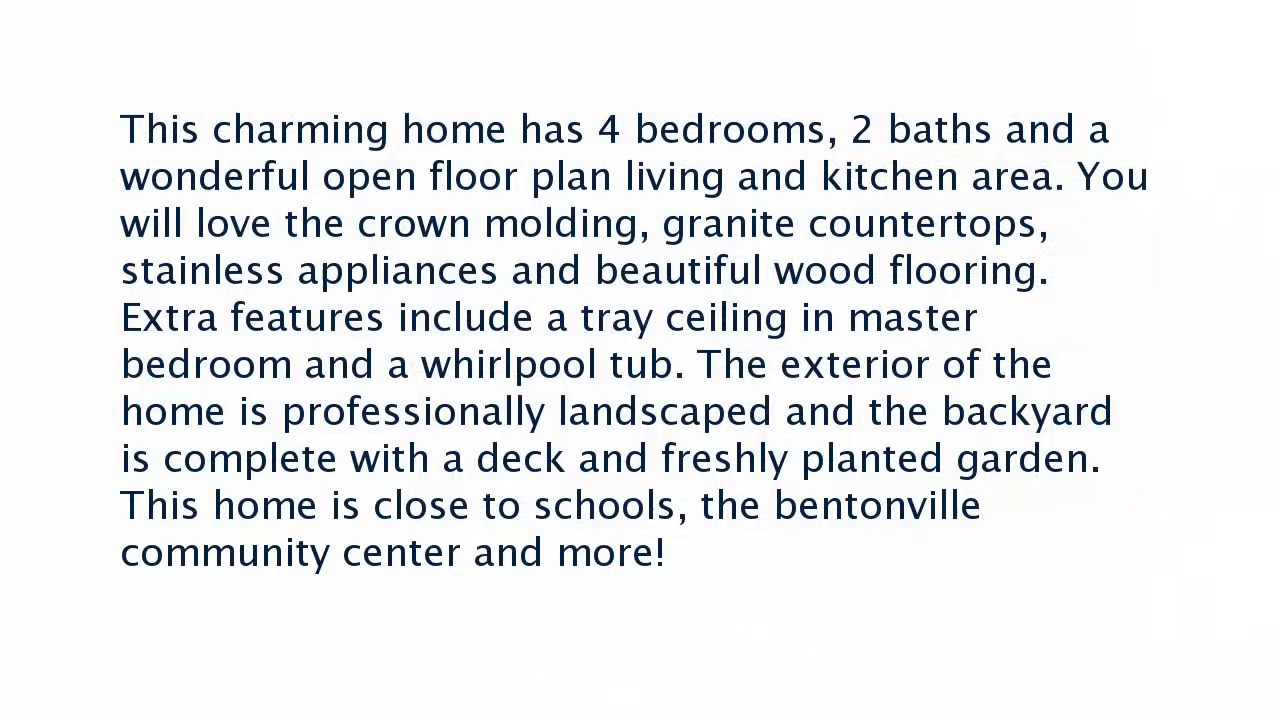 This charming home has 4 bedrooms, 2 baths and a
wonderful open floor plan living and kitchen area. You
will love the crown molding, granite countertops,
stainless appliances and beautiful wood flooring.
Extra features include a tray ceiling in master
bedroom and a whirlpool tub. The exterior of the
home is professionally landscaped and the backyard
is complete with a deck and freshly planted garden.
This home is close to schools, the bentonville
community center and more!